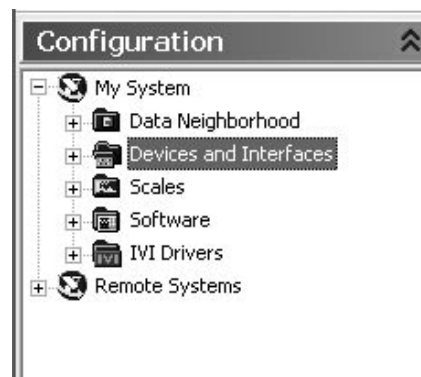 Configuration
My System
Data Neighborhood
Devices and Interfaces
Scales
Software
IVI Drivers
Remote Systems